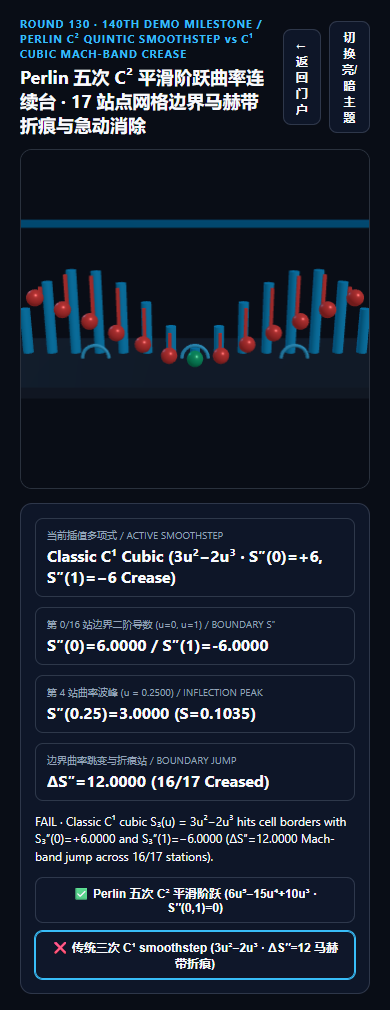 ROUND 130 · 140TH DEMO MILESTONE /
PERLIN C² QUINTIC SMOOTHSTEP vs C¹
CUBIC MACH-BAND CREASE
Perlin 五次 C² 平滑阶跃曲率连
续台 · 17 站点网格边界马赫带
折痕与急动消除
←
返
回
门
户
切
换
亮/
暗
主
题
当前插值多项式 / ACTIVE SMOOTHSTEP
Classic C¹ Cubic (3u²−2u³ · S″(0)=+6,
S″(1)=−6 Crease)
第 0/16 站边界二阶导数 (u=0, u=1) / BOUNDARY S″
S″(0)=6.0000 / S″(1)=-6.0000
第 4 站曲率波峰 (u = 0.2500) / INFLECTION PEAK
S″(0.25)=3.0000 (S=0.1035)
边界曲率跳变与折痕站 / BOUNDARY JUMP
ΔS″=12.0000 (16/17 Creased)
FAIL · Classic C¹ cubic S₃(u) = 3u²−2u³ hits cell borders with
S₃″(0)=+6.0000 and S₃″(1)=−6.0000 (ΔS″=12.0000 Mach-
band jump across 16/17 stations).
✅ Perlin 五次 C² 平滑阶跃 (6u⁵−15u⁴+10u³ ·
S″(0,1)=0)
❌ 传统三次 C¹ smoothstep (3u²−2u³ · ΔS″=12 马赫
带折痕)